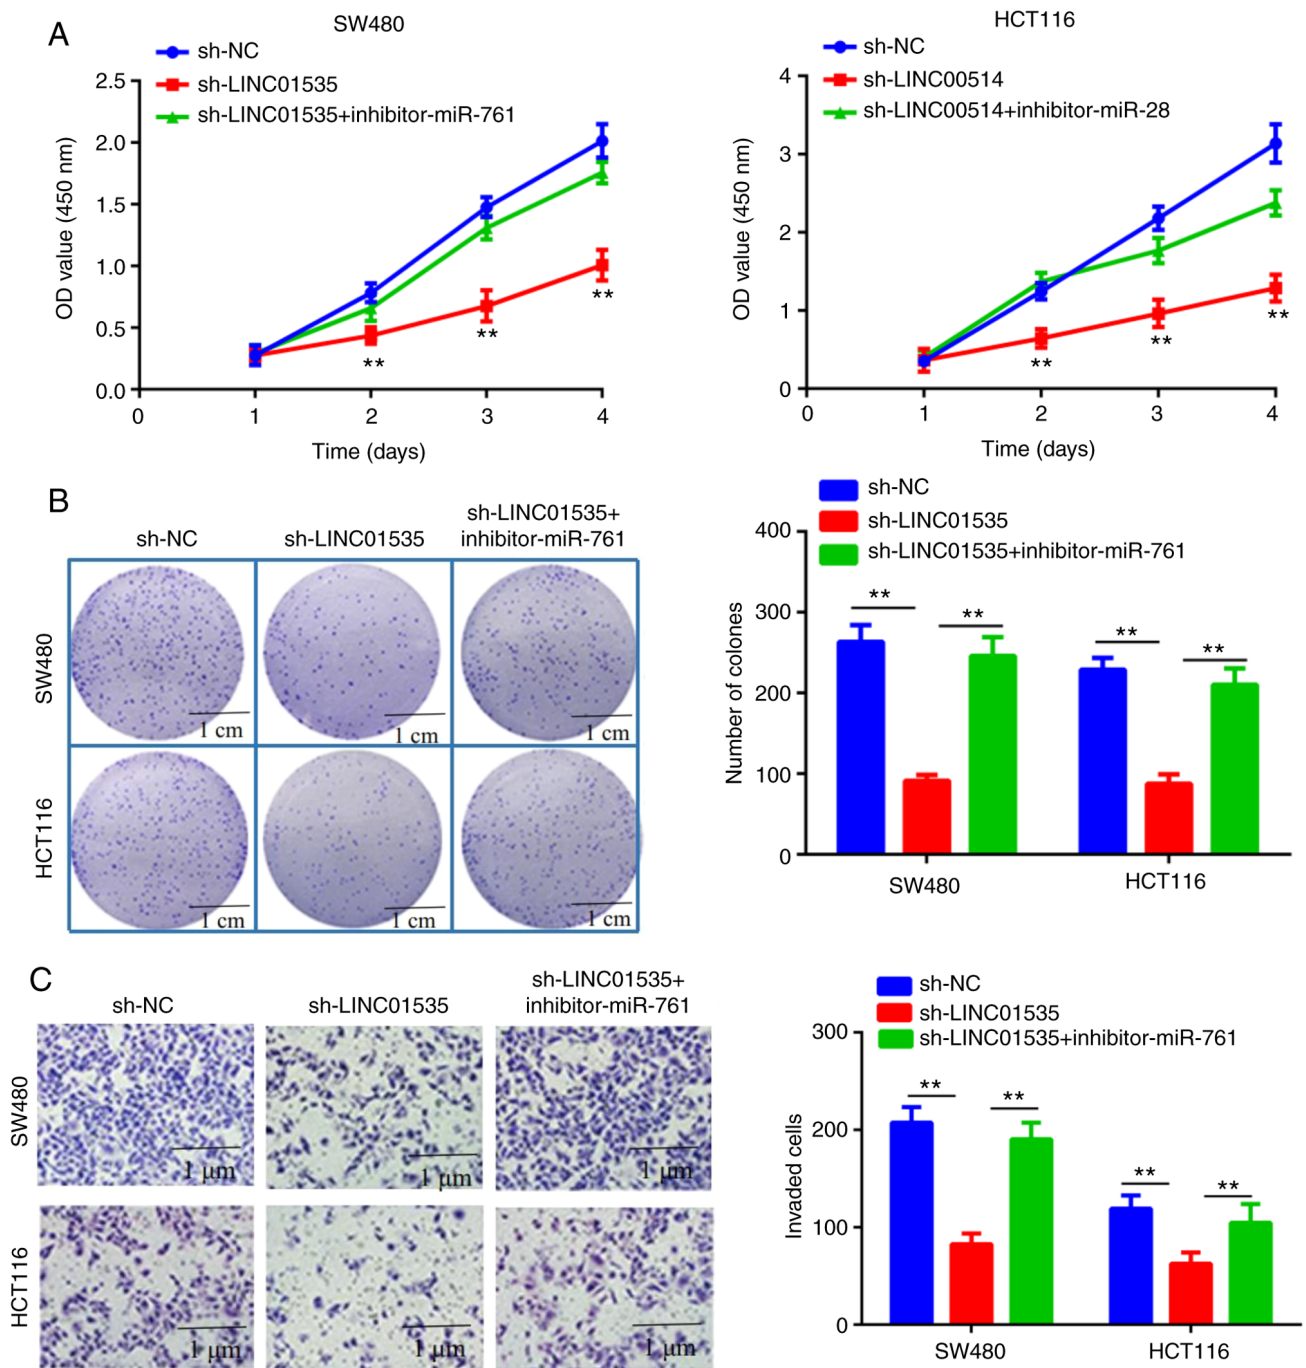 A
SW480
sh-NC
sh-LINC01535
sh-LINC01535+inhibitor-miR-761
2.5
2.0
1.5
1.0
0.5
0.0
OD value (450 nm)
**
**
**
0
1
2
3
4
Time (days)
HCT116
sh-NC
sh-LINC00514
sh-LINC00514+inhibitor-miR-28
4
3
2
1
0
OD value (450 nm)
**
**
**
0
1
2
3
4
Time (days)
B
sh-NC
sh-LINC01535
sh-LINC01535+
inhibitor-miR-761
SW480
1 cm
1 cm
1 cm
HCT116
1 cm
1 cm
1 cm
sh-NC
sh-LINC01535
sh-LINC01535+inhibitor-miR-761
400
300
200
100
0
Number of colones
**
**
**
**
SW480
HCT116
C
sh-NC
sh-LINC01535
sh-LINC01535+
inhibitor-miR-761
SW480
1 μm
1 μm
1 μm
HCT116
1 μm
1 μm
1 μm
sh-NC
sh-LINC01535
sh-LINC01535+inhibitor-miR-761
300
200
100
0
Invaded cells
**
**
**
**
SW480
HCT116